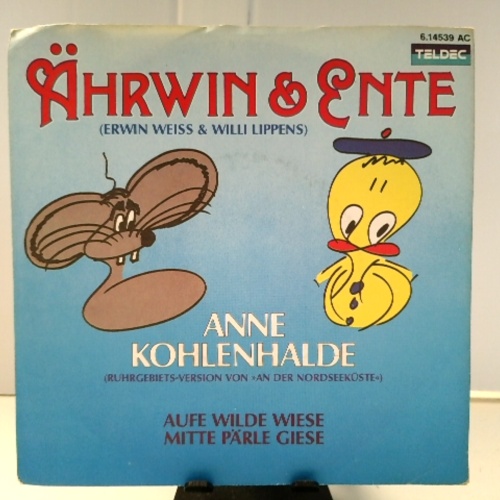 6.14539 AC
TELDEC
ÄHRWIN & ENTE
(ERWIN WEISS & WILLI LIPPENS)
ANNE
KOHLENHALDE
(RUHRGEBIETS-VERSION VON »AN DER NORDSEEKÜSTE«)
AUFE WILDE WIESE
MITTE PÄRLE GIESE